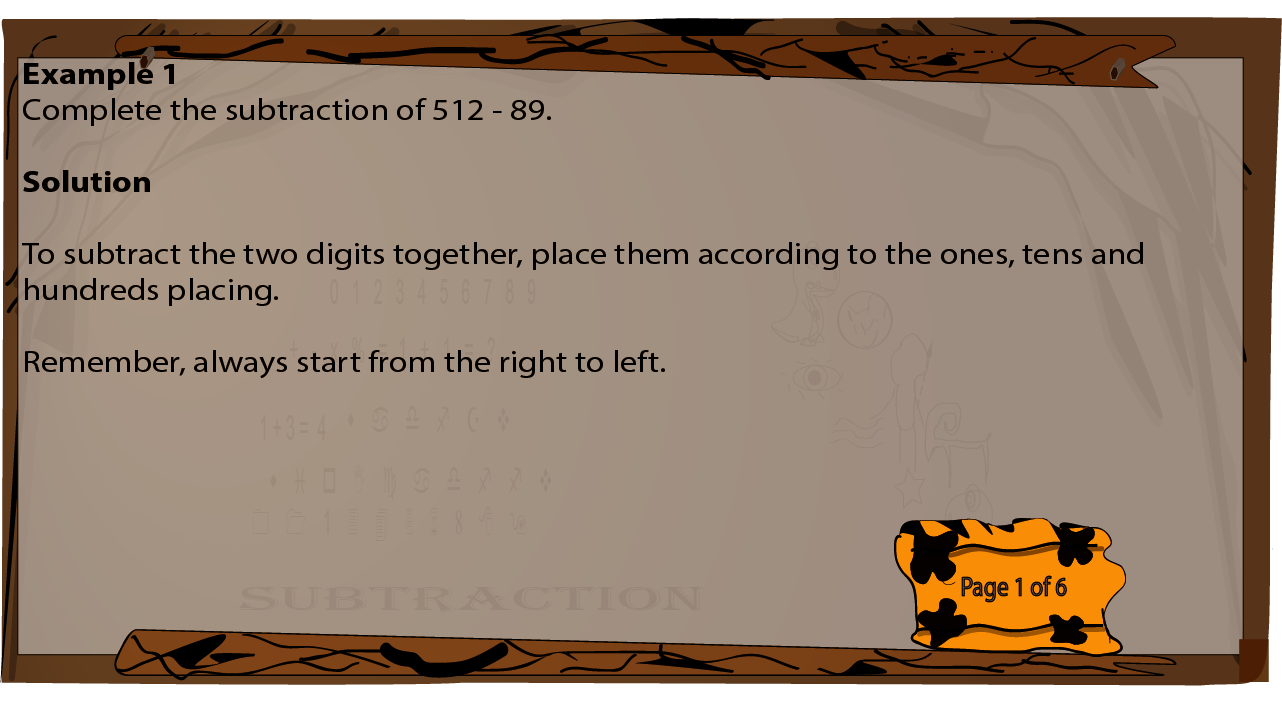 Example 1
Complete the subtraction of 512 - 89.
Solution
To subtract the two digits together, place them according to the ones, tens and
hundreds placing.
0 1 2 3 4 5 6 7 8 9
Remember, always start from the right to left.
1+3= 4
SUBTRACTION
Page 1 of 6